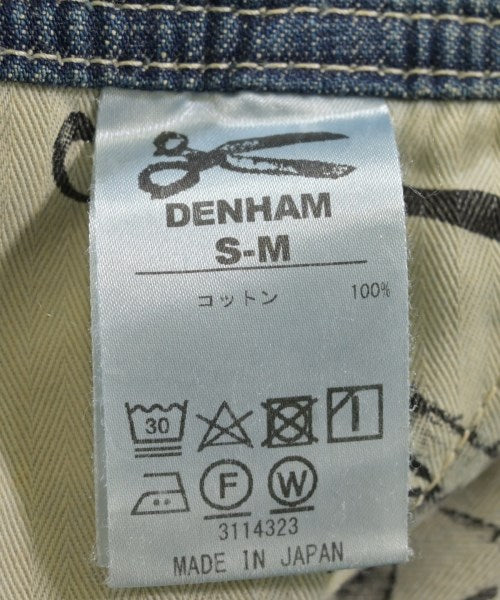 DENHAM
S-M
コットン 100%
30
F W
3114323
MADE IN JAPAN